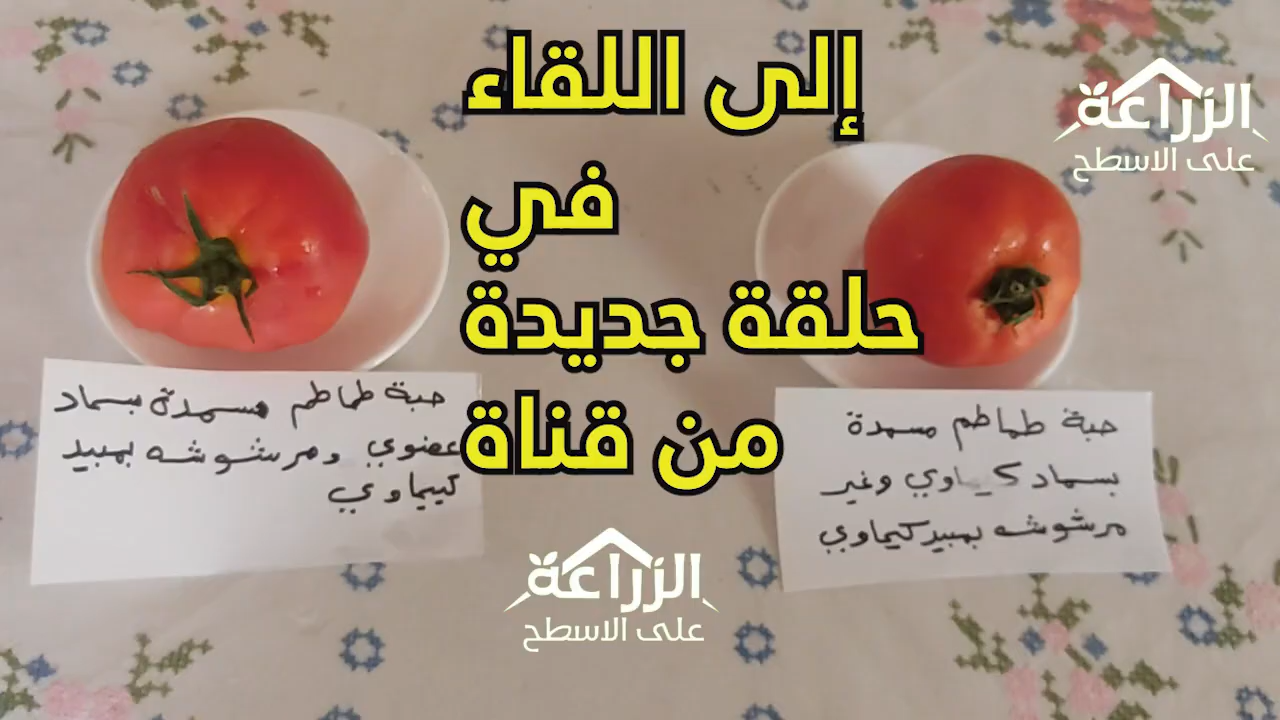 إلى اللقاء
في
حلقة جديدة
من قناة
الزراعة
على الاسطح
الزراعة
على الاسطح
حبة طماطم مسمدة
بسماد كيماوي وغير
مرشوشه بمبيد كيماوي
حبة طماطم مسمدة بسماد
عضوي ومرشوشه بمبيد
كيماوي